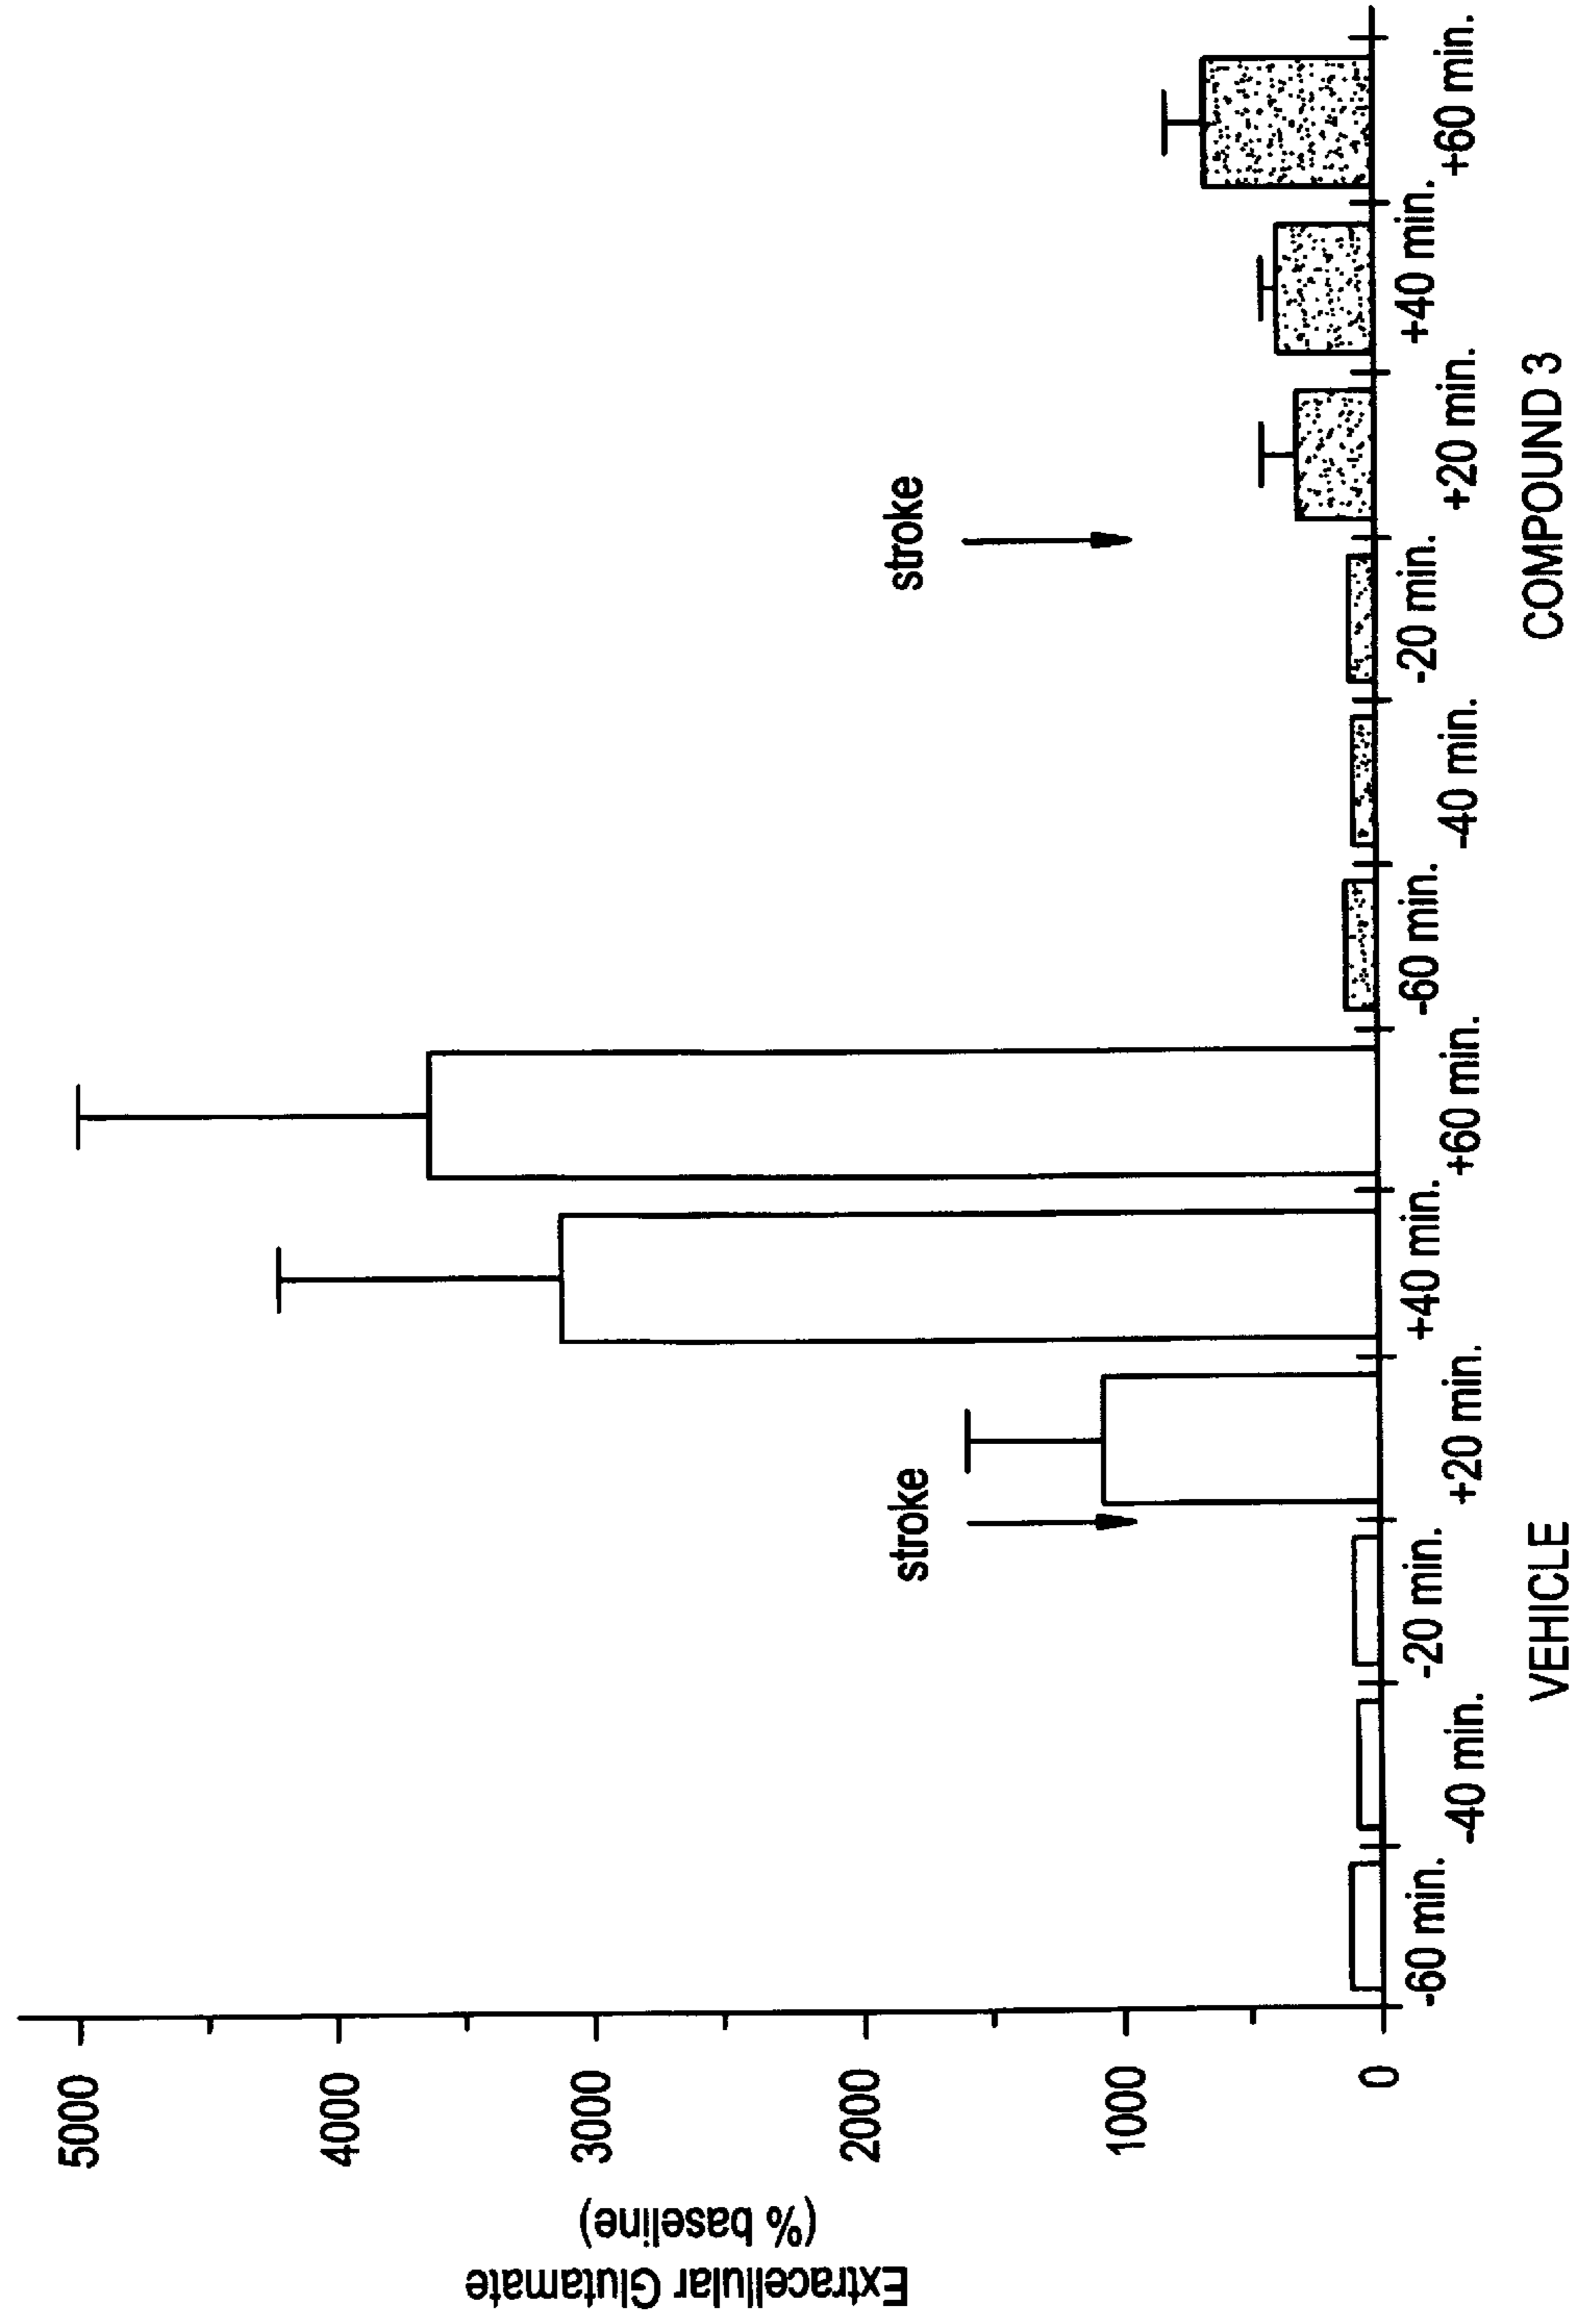 Extracellular Glutamate
(% baseline)
5000
4000
3000
2000
1000
0
stroke
stroke
-60 min.
-40 min.
-20 min.
+20 min.
+40 min.
+60 min.
-60 min.
-40 min.
-20 min.
+20 min.
+40 min.
+60 min.
VEHICLE
COMPOUND 3